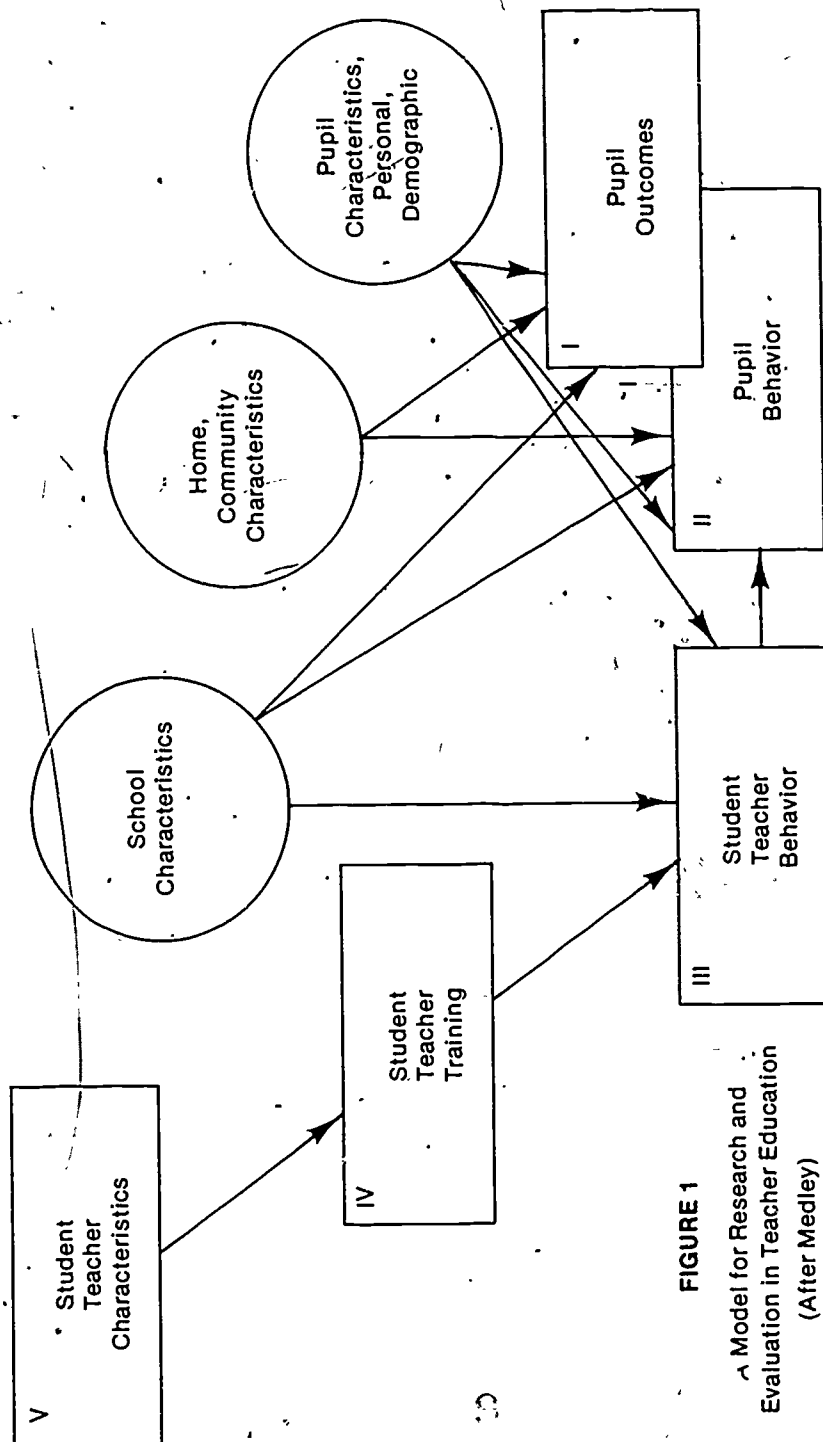 V
Student
Teacher
Characteristics
School
Characteristics
Home,
Community
Characteristics
Pupil
Characteristics,
Personal,
Demographic
IV
Student
Teacher
Training
I
Pupil
Outcomes
II
Pupil
Behavior
III
Student
Teacher
Behavior
FIGURE 1
A Model for Research and
Evaluation in Teacher Education
(After Medley)